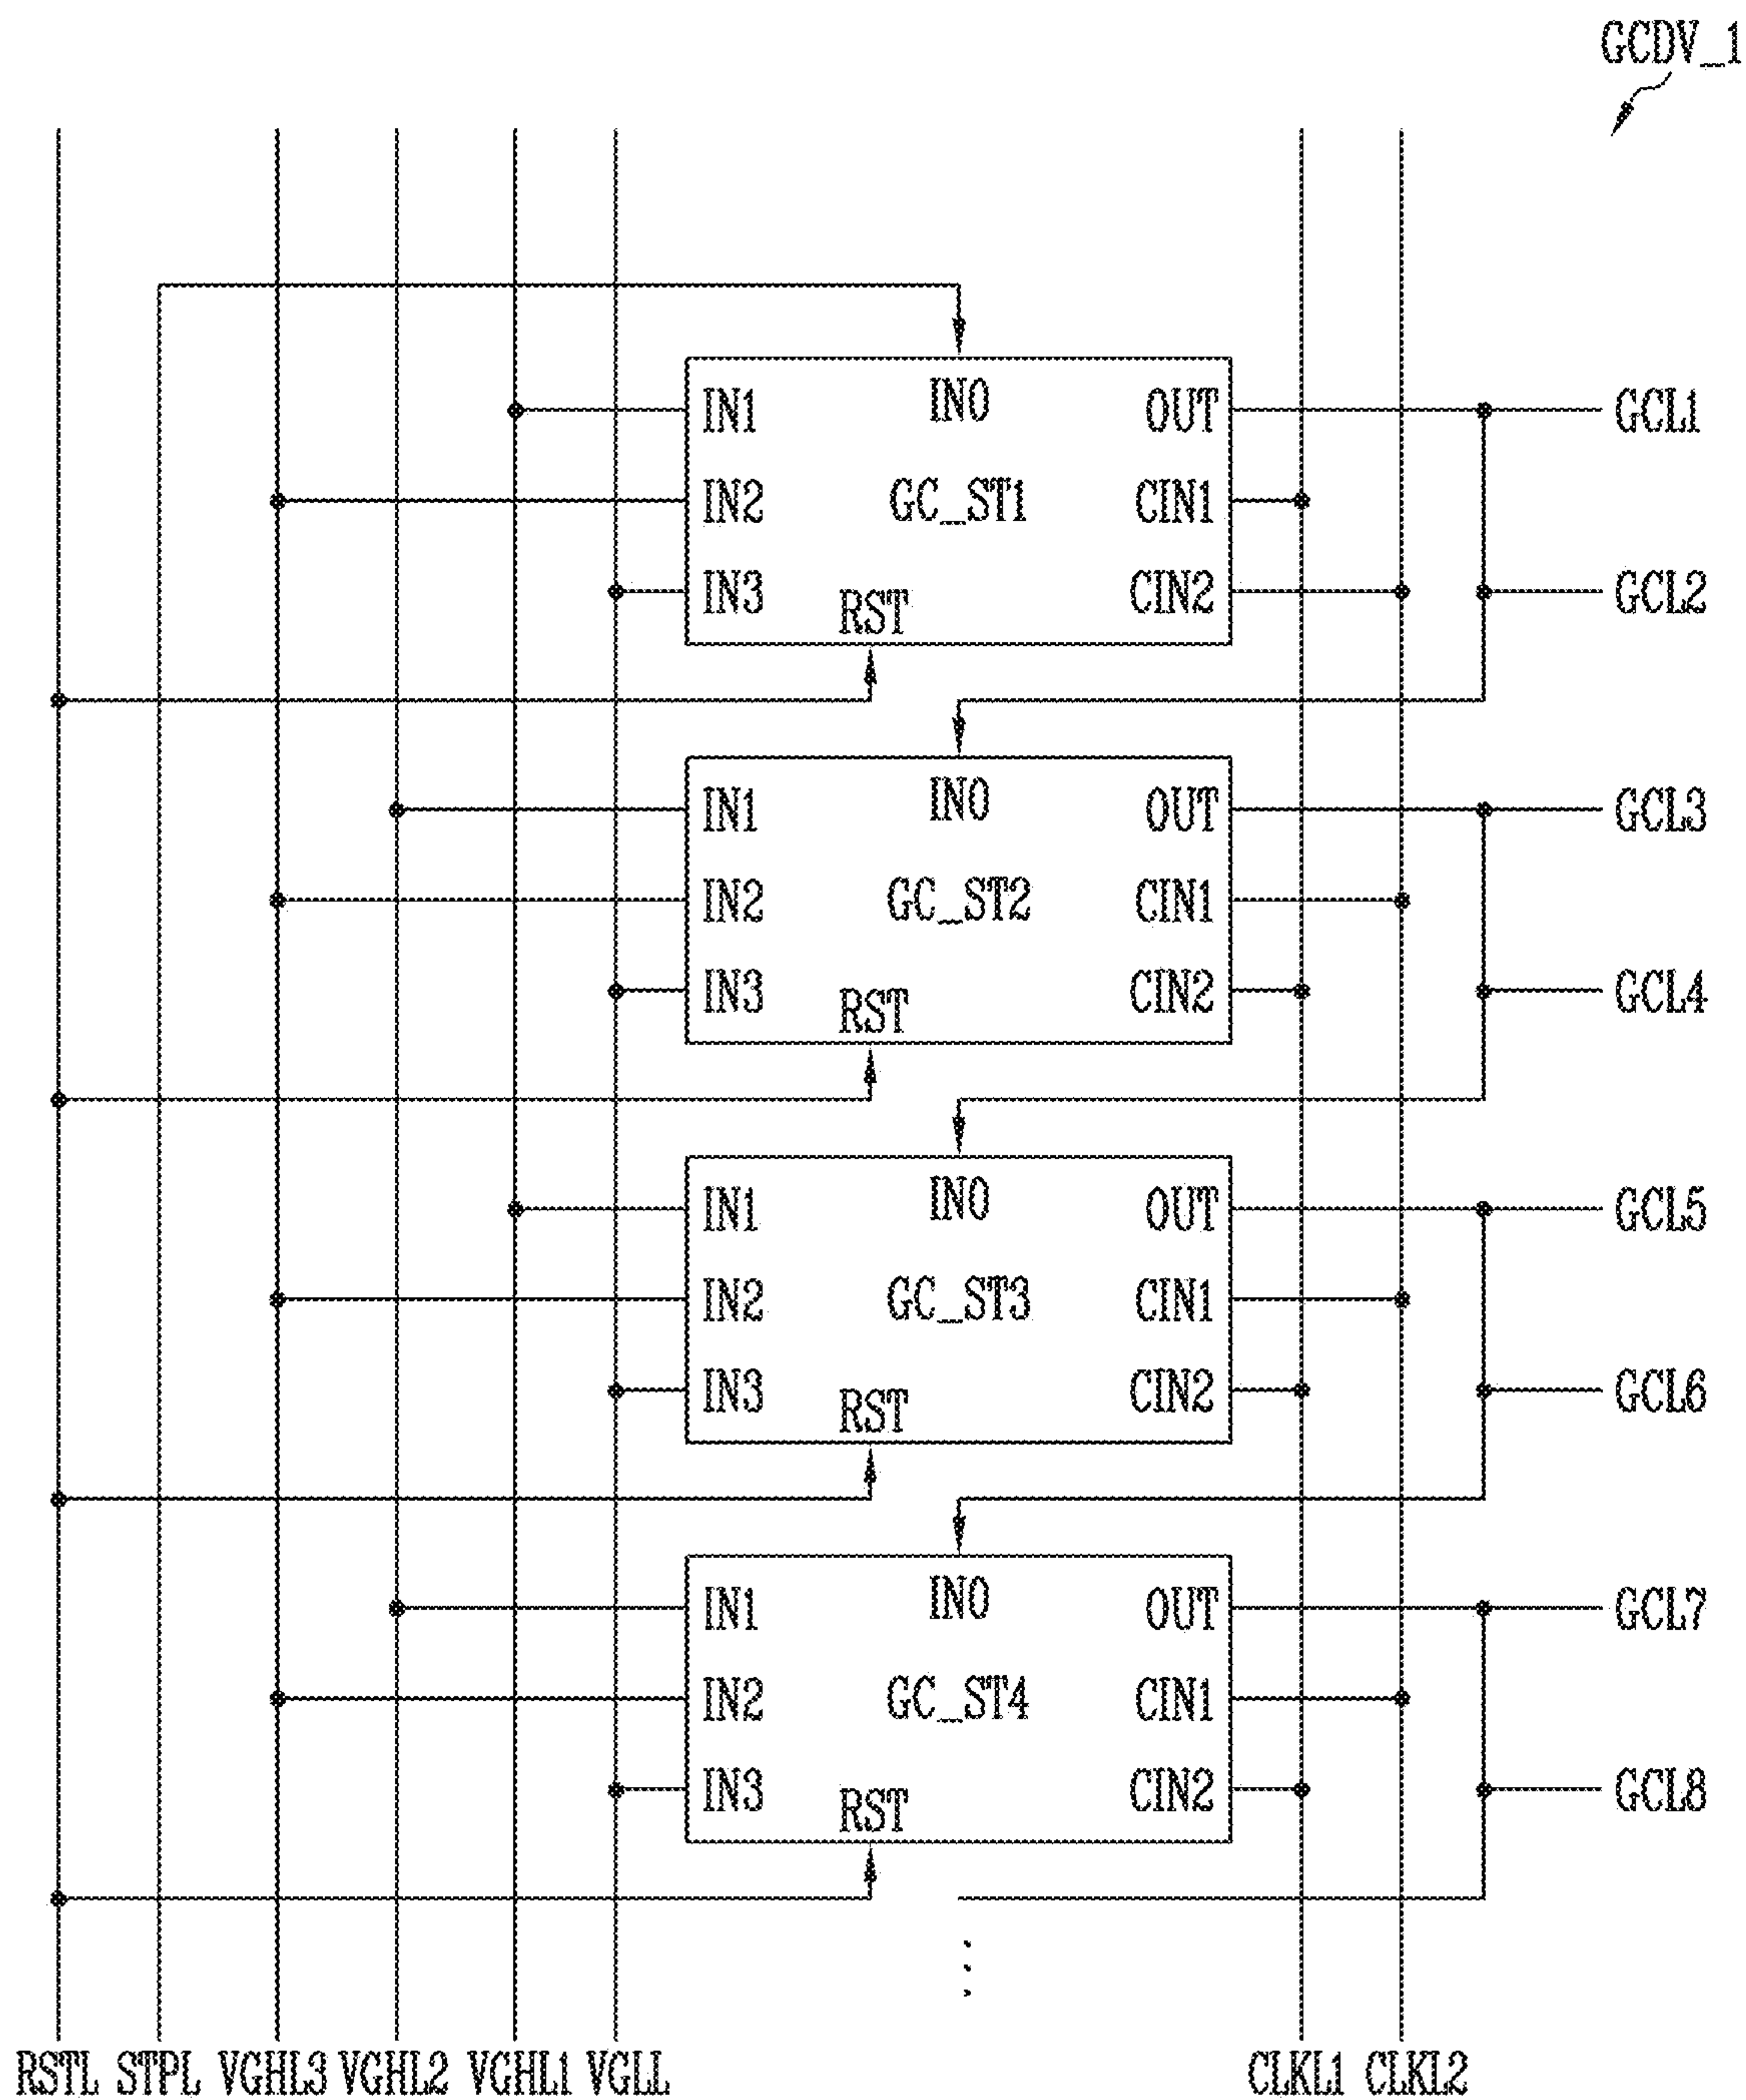 GCDV_1
IN1 IN0 OUT GCL1
IN2 GC_ST1 CIN1
IN3 RST CIN2 GCL2
IN1 IN0 OUT GCL3
IN2 GC_ST2 CIN1
IN3 RST CIN2 GCL4
IN1 IN0 OUT GCL5
IN2 GC_ST3 CIN1
IN3 RST CIN2 GCL6
IN1 IN0 OUT GCL7
IN2 GC_ST4 CIN1
IN3 RST CIN2 GCL8
RSTL STPL VGHL3 VGHL2 VGHL1 VGLL CLKL1 CLKL2